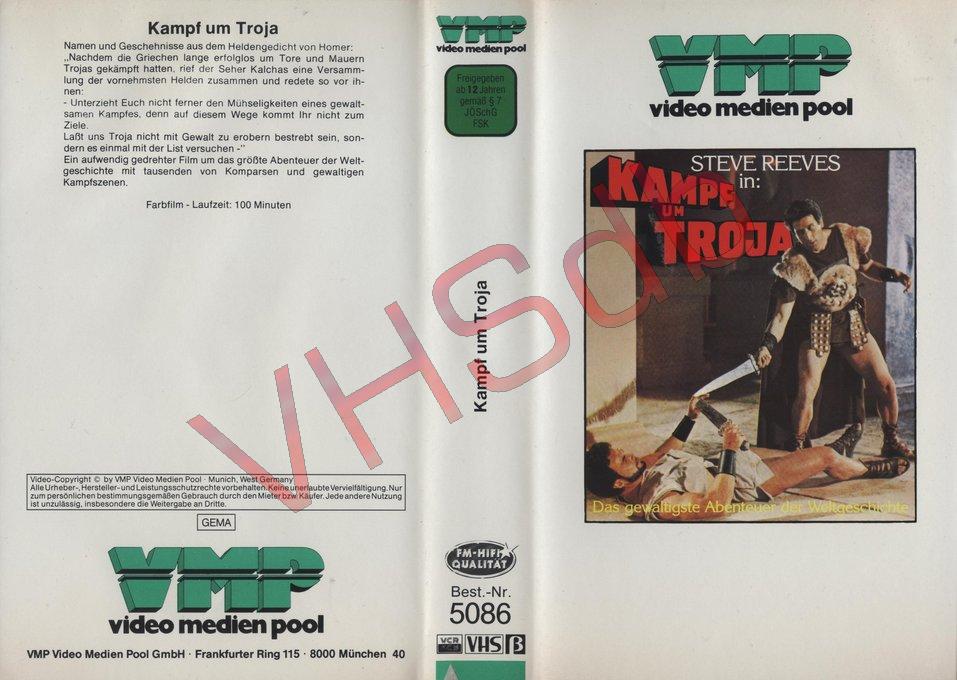 Kampf um Troja
Namen und Geschehnisse aus dem Heldengedicht von Homer:
„Nachdem die Griechen lange erfolglos um Tore und Mauern
Trojas gekämpft hatten, rief der Seher Kalchas eine Versamm-
lung der vornehmsten Helden zusammen und redete so vor ih-
nen:
- Unterzieht Euch nicht ferner den Mühseligkeiten eines gewalt-
samen Kampfes, denn auf diesem Wege kommt Ihr nicht zum
Ziele.
Laßt uns Troja nicht mit Gewalt zu erobern bestrebt sein, son-
dern es einmal mit der List versuchen -"
Ein aufwendig gedrehter Film um das größte Abenteuer der Welt-
geschichte mit tausenden von Komparsen und gewaltigen
Kampfszenen.
Farbfilm - Laufzeit: 100 Minuten
Video-Copyright © by VMP Video Medien Pool · Munich, West Germany
Alle Urheber-, Hersteller- und Leistungsschutzrechte vorbehalten. Keine unerlaubte Vervielfältigung. Nur
zum persönlichen bestimmungsgemäßen Gebrauch durch den Mieter bzw. Käufer. Jede andere Nutzung
ist unzulässig, insbesondere die Weitergabe an Dritte.
GEMA
VMP
video medien pool
VMP Video Medien Pool GmbH · Frankfurter Ring 115 · 8000 München 40
VMP
video medien pool
Freigegeben
ab 12 Jahren
gemäß § 7
JÖSchG
FSK
Kampf um Troja
FM-HIFI
QUALITÄT
Best.-Nr.
5086
VCR
VHS β
VMP
video medien pool
STEVE REEVES
in:
KAMPF
UM
TROJA
Das gewaltigste Abenteuer der Weltgeschichte
VHSdb